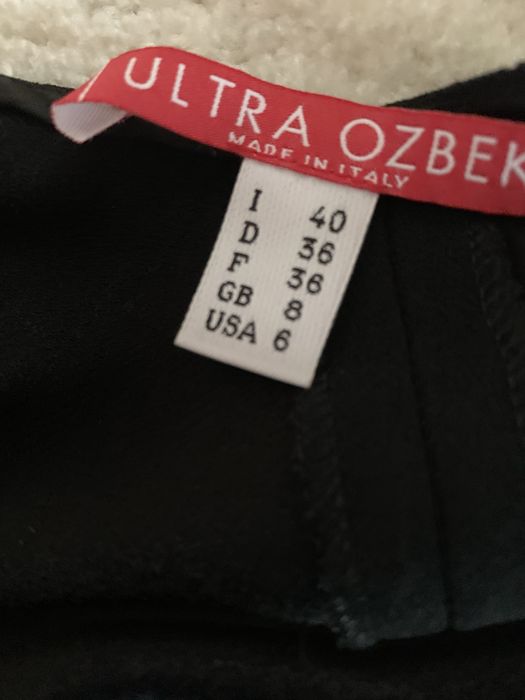 ULTRA OZBEK
MADE IN ITALY
I 40
D 36
F 36
GB 8
USA 6